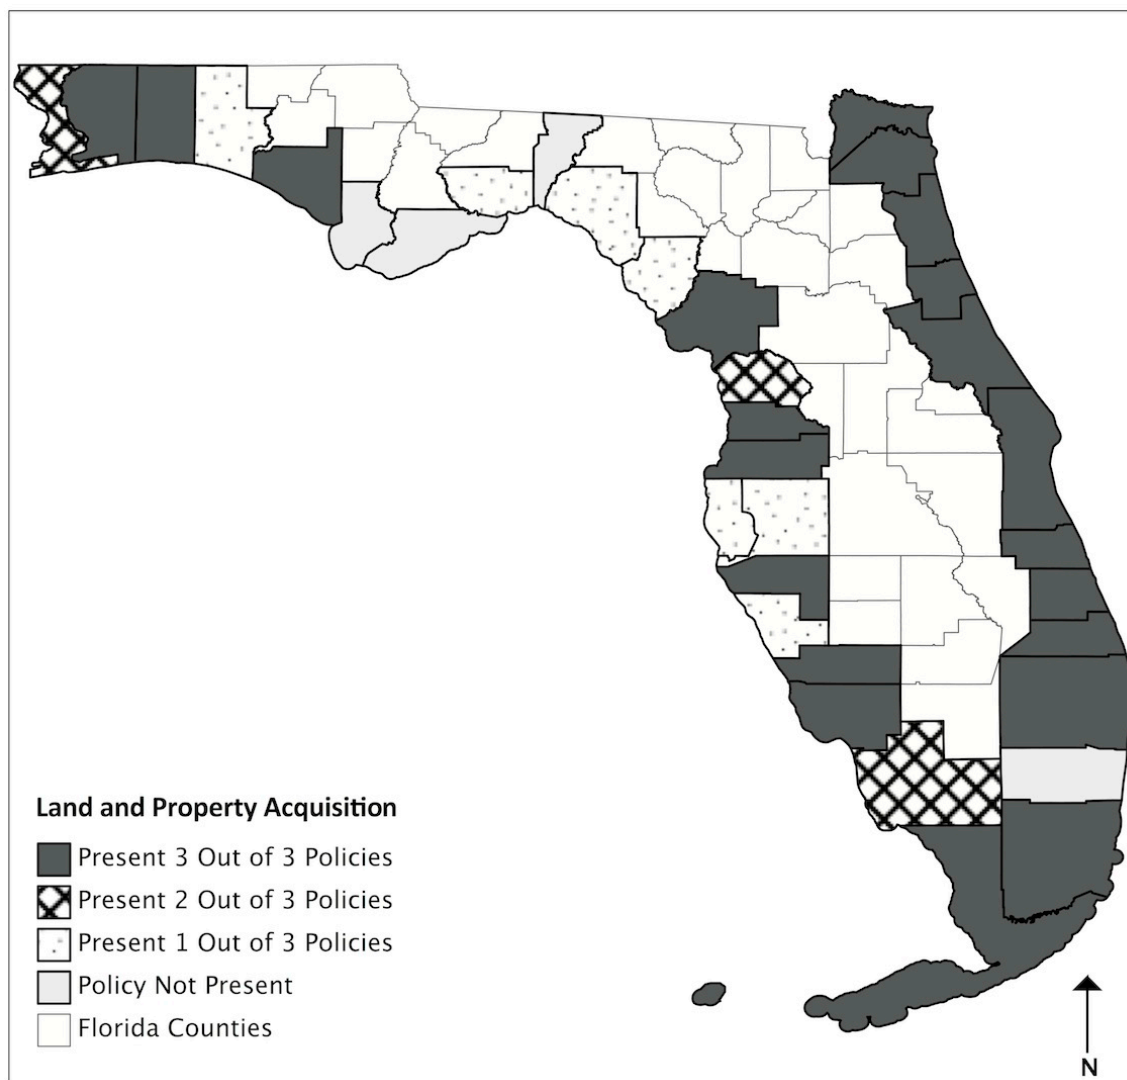 Land and Property Acquisition
Present 3 Out of 3 Policies
Present 2 Out of 3 Policies
Present 1 Out of 3 Policies
Policy Not Present
Florida Counties
N